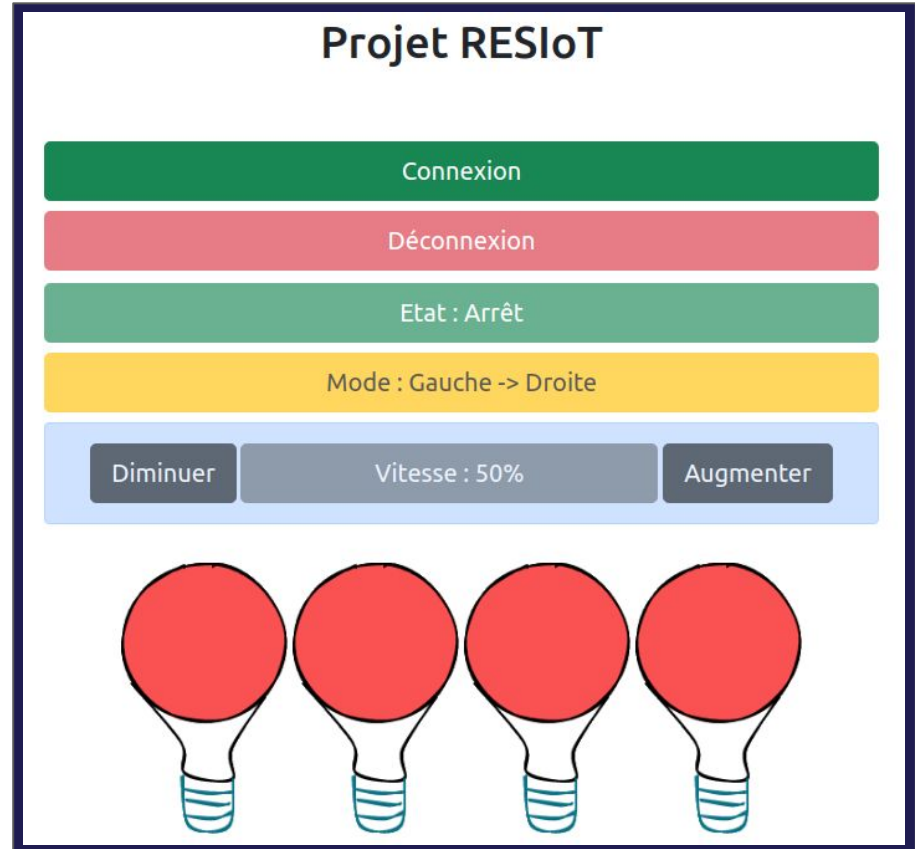 Projet RESIoT
Connexion
Déconnexion
Etat : Arrêt
Mode : Gauche -> Droite
Diminuer Vitesse : 50% Augmenter